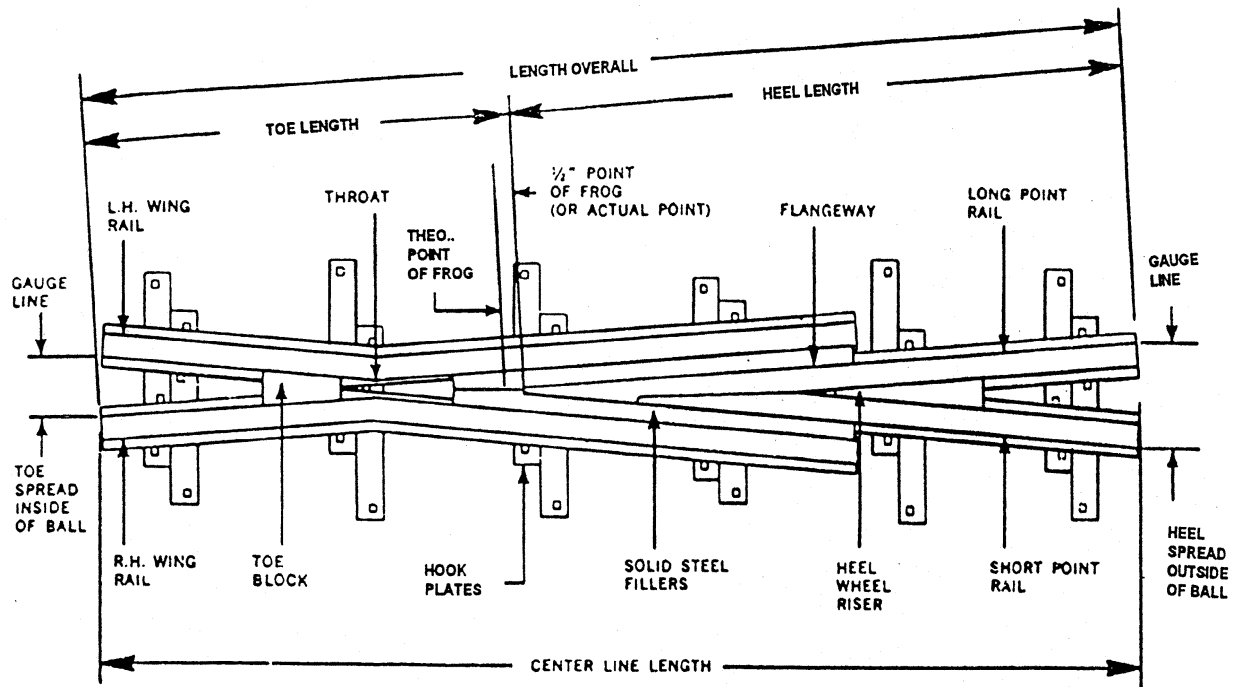 LENGTH OVERALL
HEEL LENGTH
TOE LENGTH
½" POINT
OF FROG
(OR ACTUAL POINT)
THROAT
L.H. WING
RAIL
THEO..
POINT
OF FROG
FLANGEWAY
LONG POINT
RAIL
GAUGE
LINE
GAUGE
LINE
TOE
SPREAD
INSIDE
OF BALL
R.H. WING
RAIL
TOE
BLOCK
HOOK
PLATES
SOLID STEEL
FILLERS
HEEL
WHEEL
RISER
SHORT POINT
RAIL
HEEL
SPREAD
OUTSIDE
OF BALL
CENTER LINE LENGTH